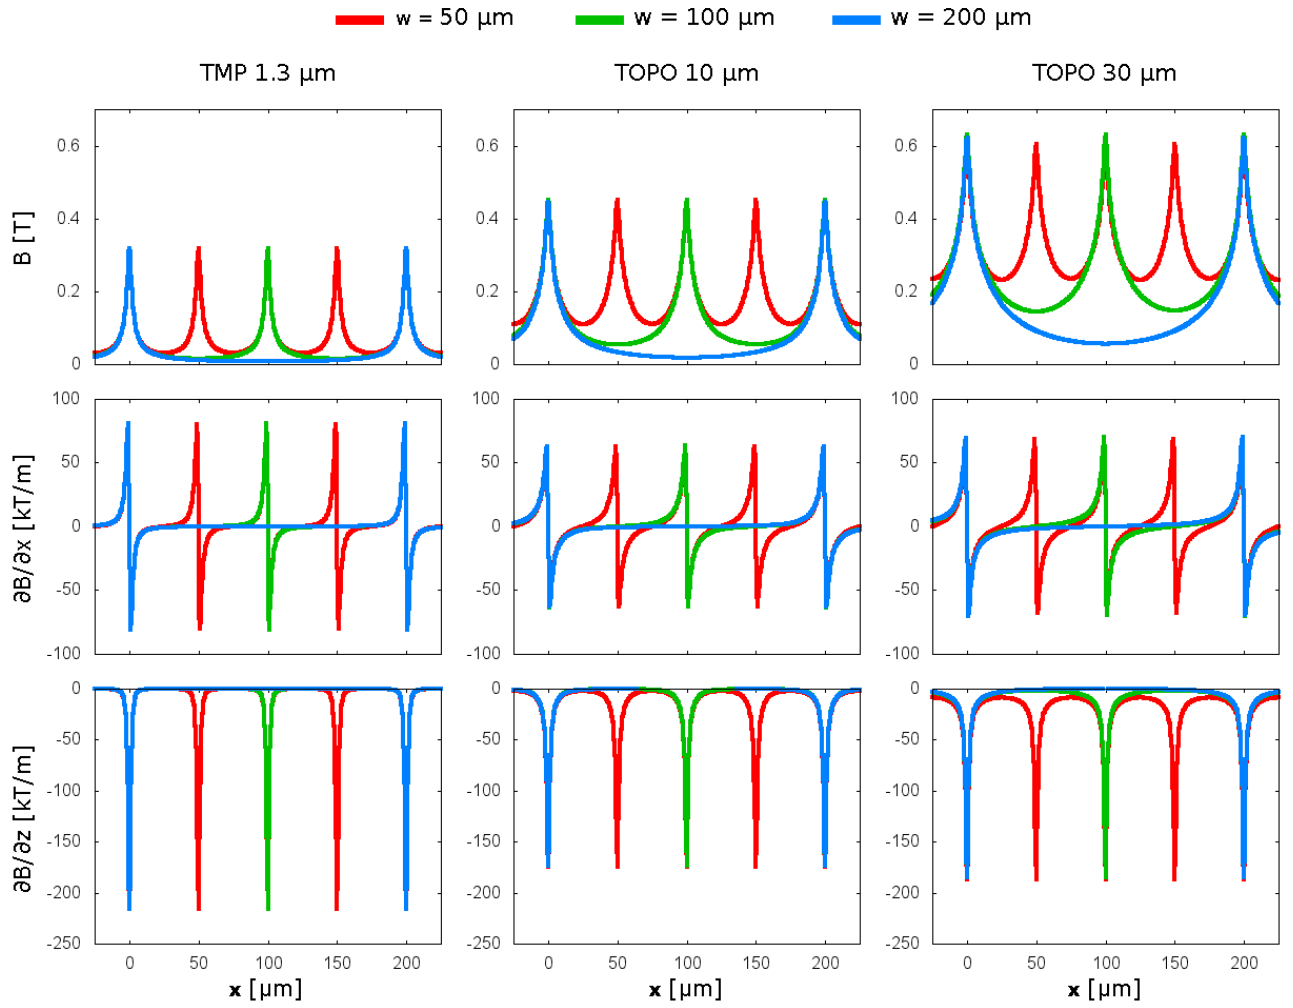 w = 50 μm w = 100 μm w = 200 μm
TMP 1.3 μm TOPO 10 μm TOPO 30 μm
B [T]
0.6 0.6 0.6
0.4 0.4 0.4
0.2 0.2 0.2
0 0 0
∂B/∂x [kT/m]
100 100 100
50 50 50
0 0 0
-50 -50 -50
-100 -100 -100
∂B/∂z [kT/m]
0 0 0
-50 -50 -50
-100 -100 -100
-150 -150 -150
-200 -200 -200
-250 -250 -250
0 50 100 150 200 0 50 100 150 200 0 50 100 150 200
x [μm] x [μm] x [μm]